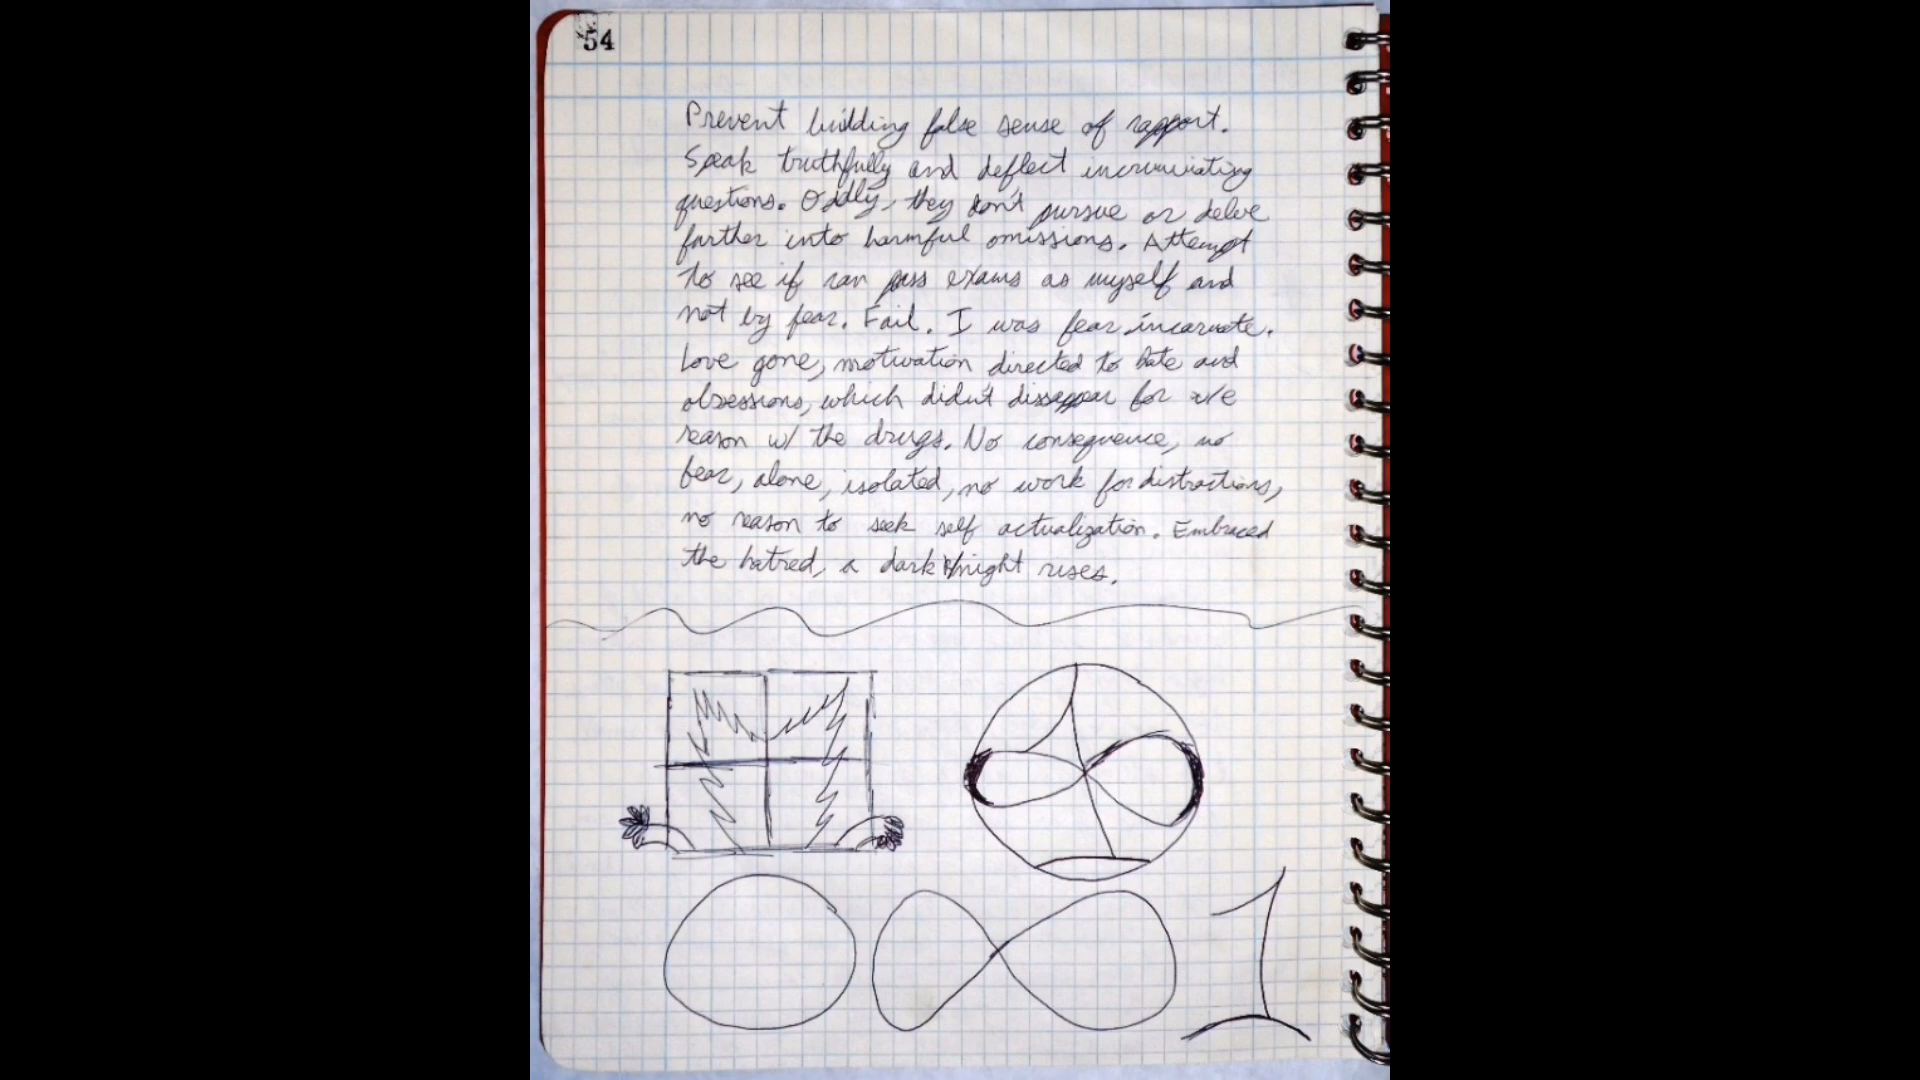 54
Prevent building false sense of rapport.
Speak truthfully and deflect incriminating
questions. Oddly, they don't pursue or delve
farther into harmful omissions. Attempt
to see if can pass exams as myself and
not by fear. Fail. I was fear incarnate.
Love gone, motivation directed to hate and
obsessions, which didn't dissappear for w/e
reason w/ the drugs. No consequence, no
fear, alone, isolated, no work for distractions,
no reason to seek self actualization. Embraced
the hatred, a dark k/night rises.